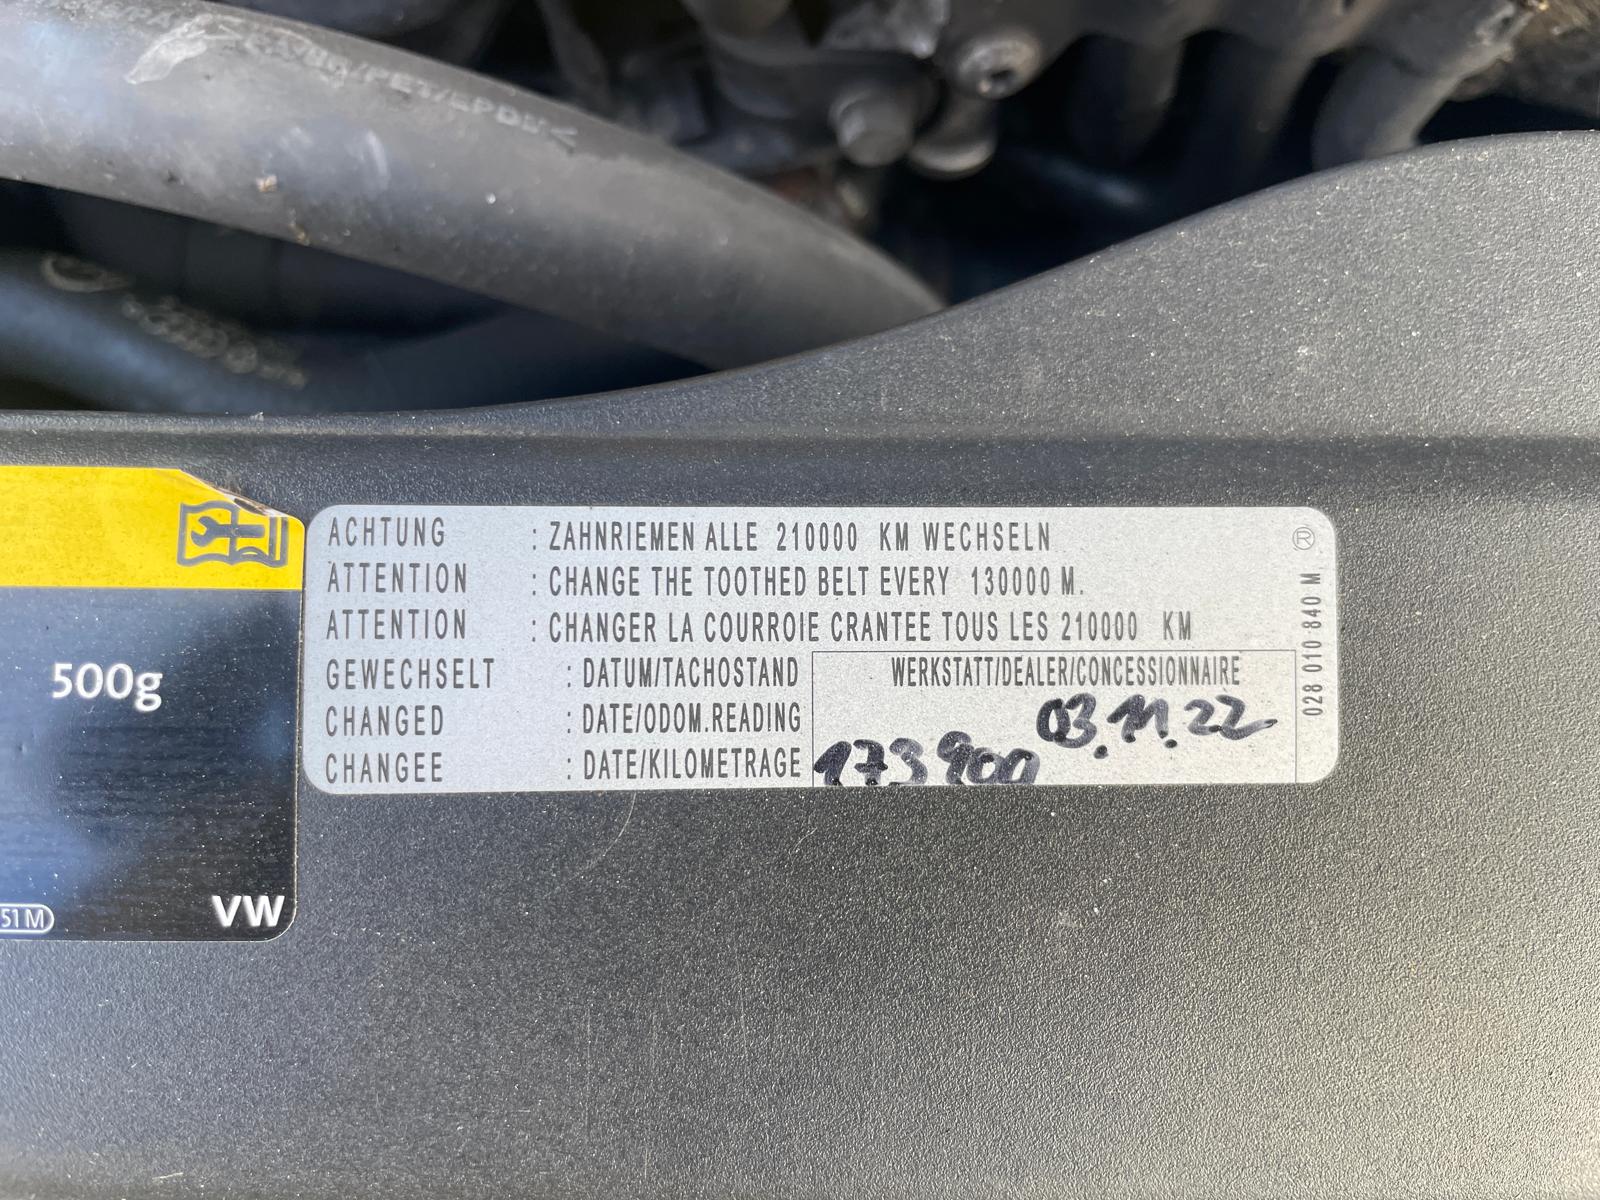 500g
51M
VW
ACHTUNG : ZAHNRIEMEN ALLE 210000 KM WECHSELN
ATTENTION : CHANGE THE TOOTHED BELT EVERY 130000 M.
ATTENTION : CHANGER LA COURROIE CRANTEE TOUS LES 210000 KM
GEWECHSELT : DATUM/TACHOSTAND WERKSTATT/DEALER/CONCESSIONNAIRE
CHANGED : DATE/ODOM.READING 03.11.22
CHANGEE : DATE/KILOMETRAGE 173900
028 010 840 M ®